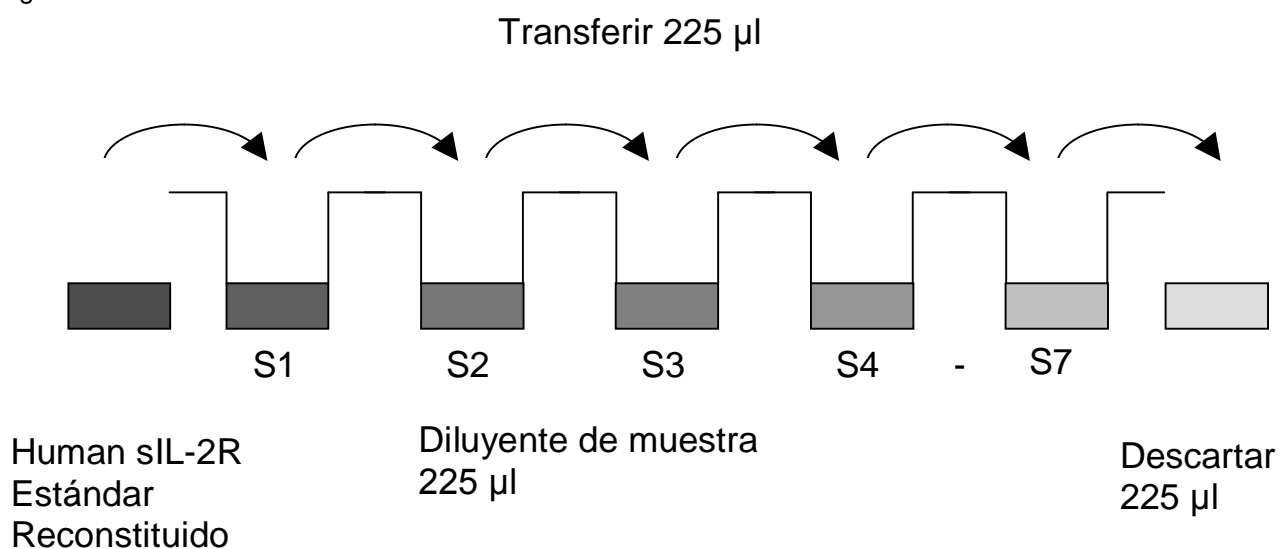 Transferir 225 µl
S1 S2 S3 S4 - S7
Human sIL-2R
Estándar
Reconstituido
Diluyente de muestra
225 µl
Descartar
225 µl